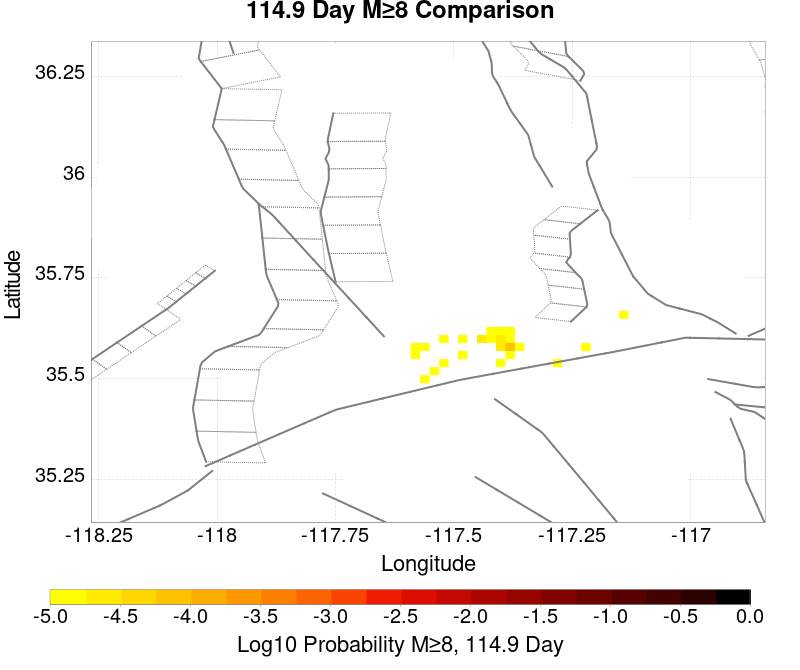 114.9 Day M≥8 Comparison
36.25
36
35.75
35.5
35.25
Latitude
-118.25 -118 -117.75 -117.5 -117.25 -117
Longitude
-5.0 -4.5 -4.0 -3.5 -3.0 -2.5 -2.0 -1.5 -1.0 -0.5 0.0
Log10 Probability M≥8, 114.9 Day